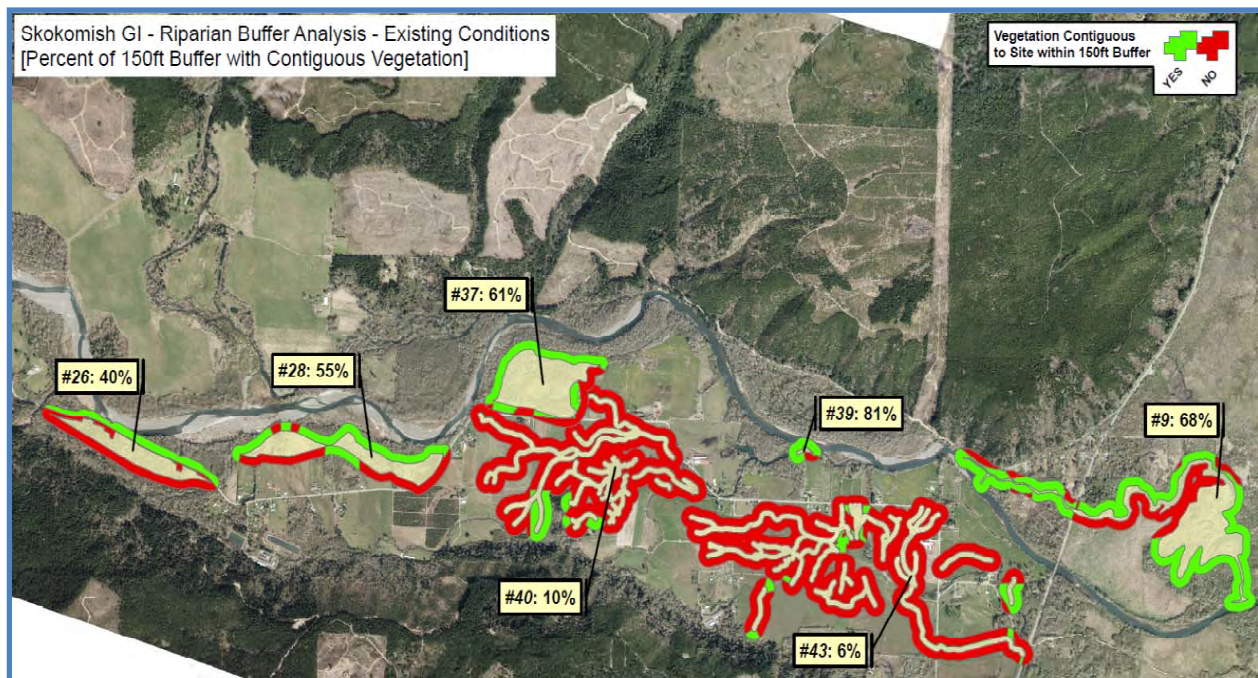 Skokomish GI - Riparian Buffer Analysis - Existing Conditions
[Percent of 150ft Buffer with Contiguous Vegetation]
Vegetation Contiguous
to Site within 150ft Buffer
YES
NO
#37: 61%
#26: 40%
#28: 55%
#39: 81%
#9: 68%
#40: 10%
#43: 6%